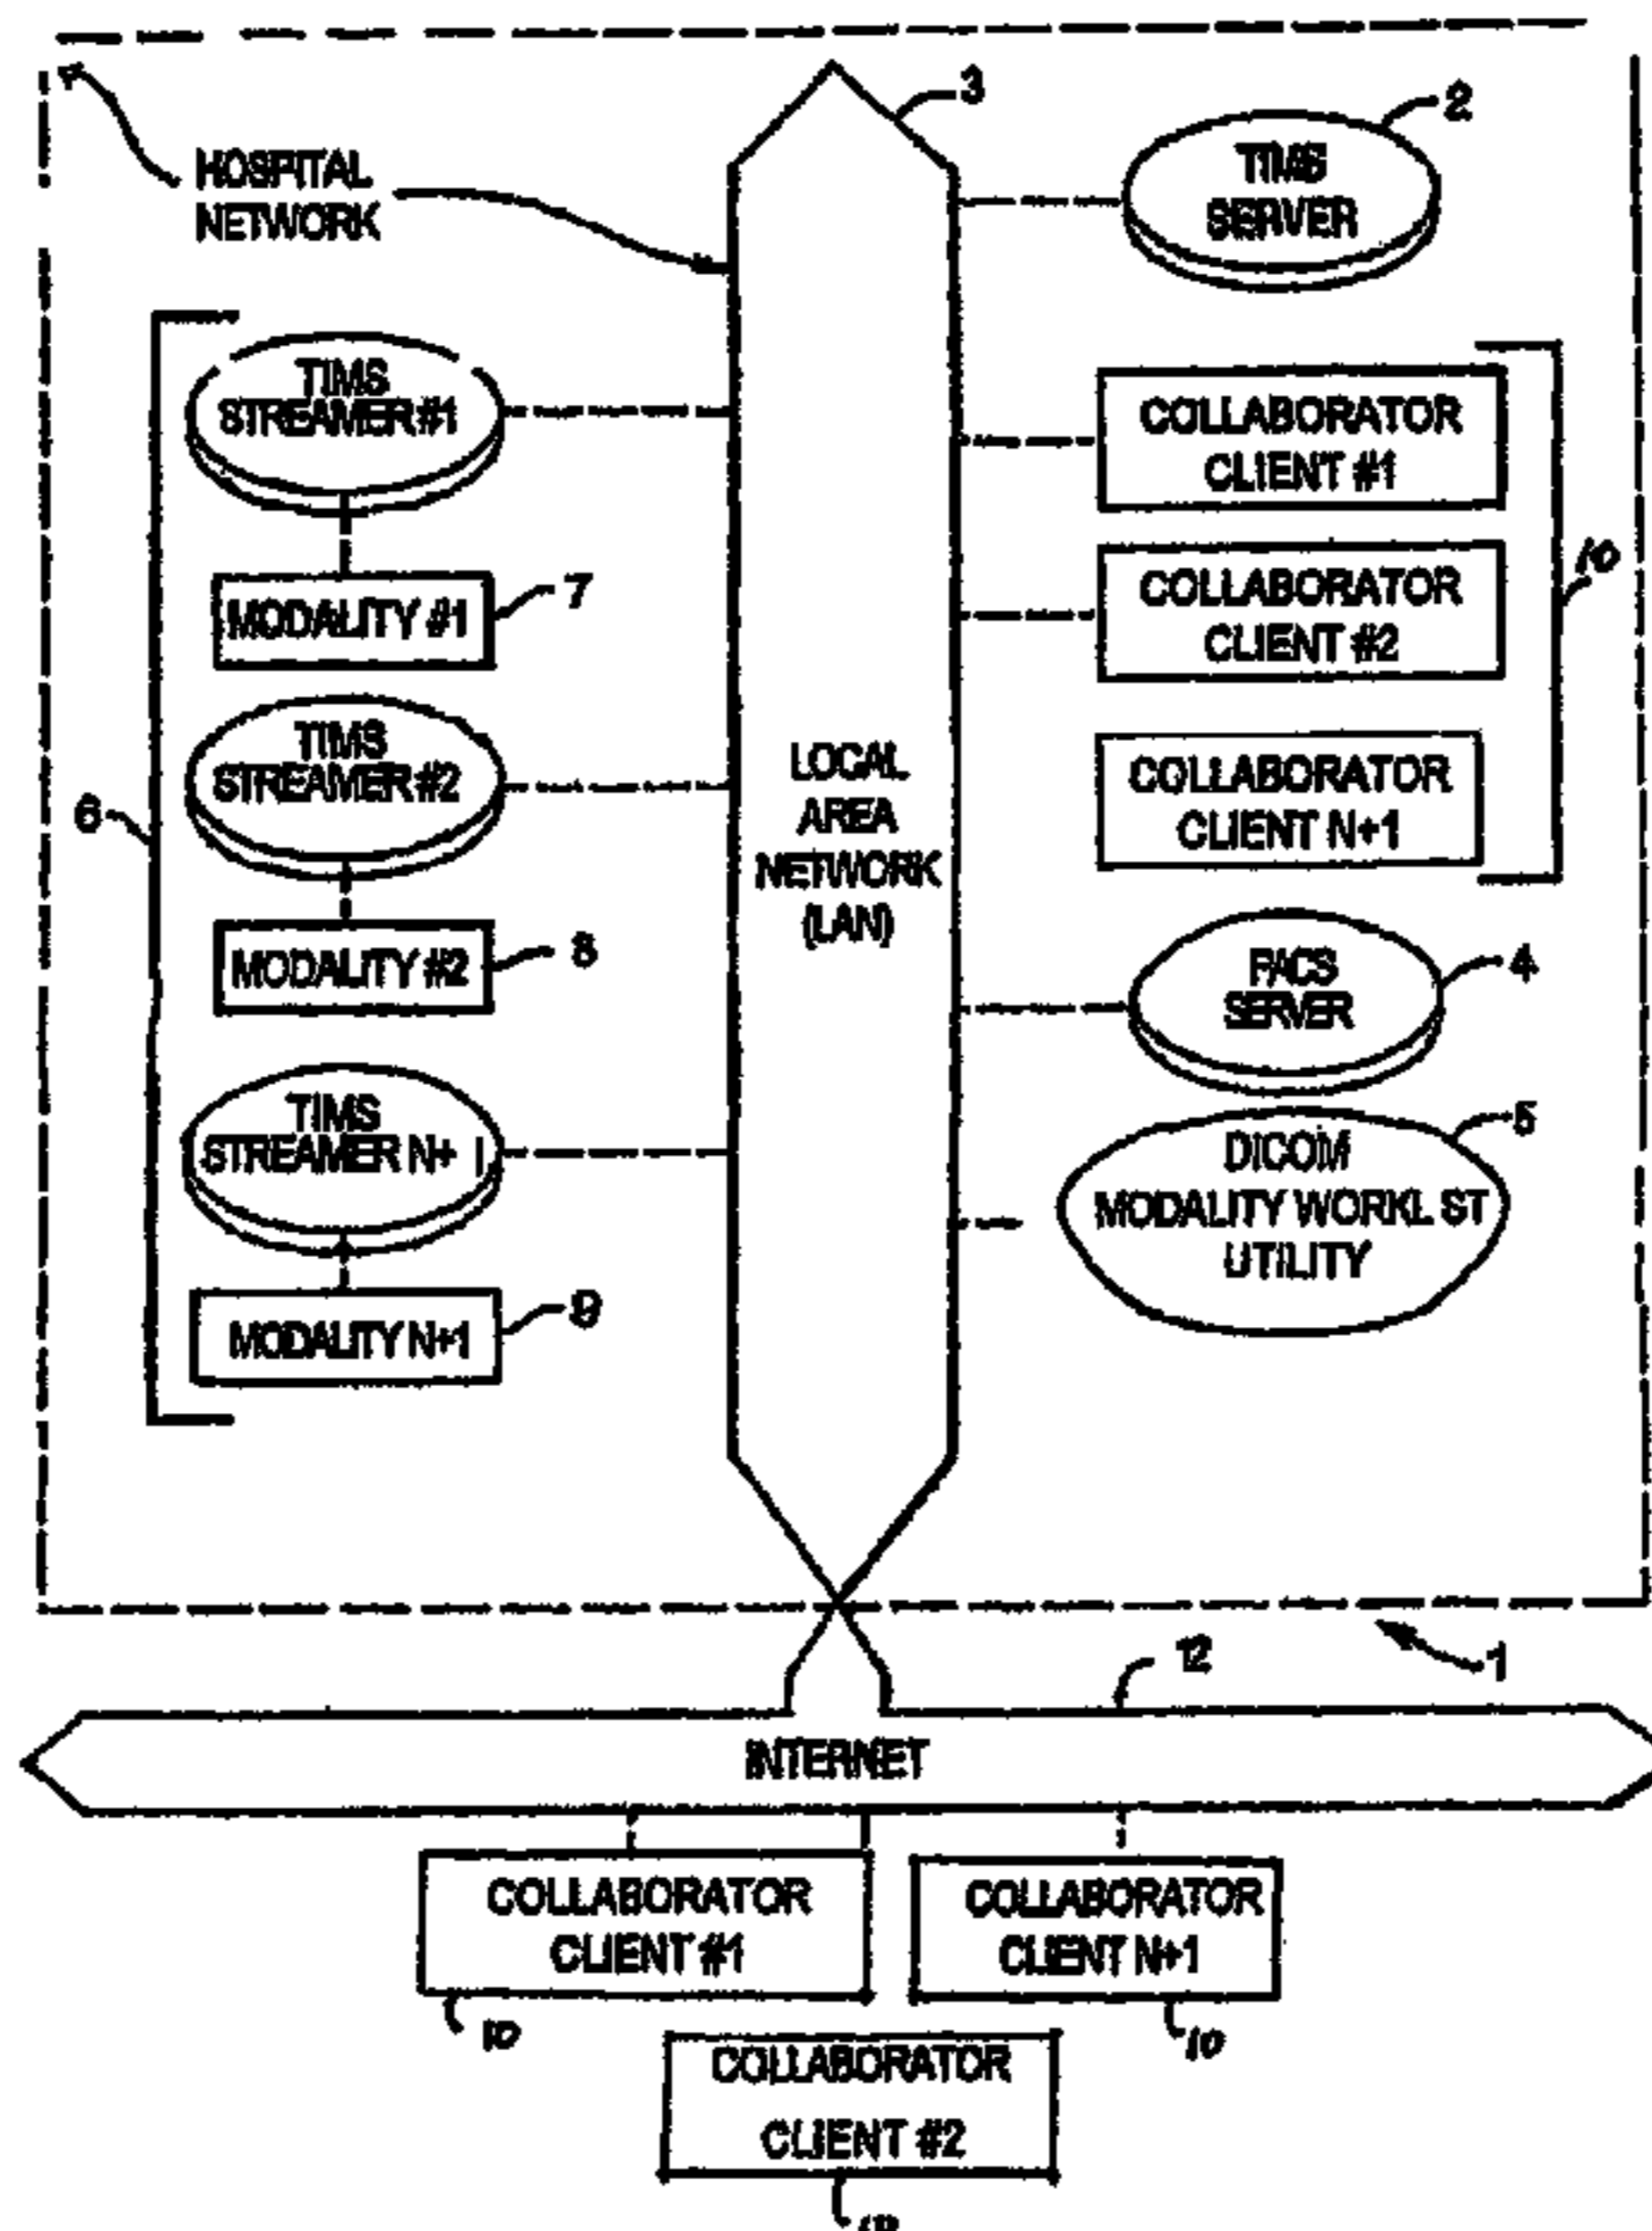 3
2
HOSPITAL
NETWORK
TIMS
SERVER
TIMS
STREAMER #1
COLLABORATOR
CLIENT #1
10
7
MODALITY #1
COLLABORATOR
CLIENT #2
TIMS
STREAMER #2
6
LOCAL
AREA
NETWORK
(LAN)
COLLABORATOR
CLIENT N+1
8
MODALITY #2
PACS
SERVER
4
TIMS
STREAMER N+ 1
5
DICOM
MODALITY WORKL ST
UTILITY
9
MODALITY N+1
1
12
INTERNET
COLLABORATOR
CLIENT #1
10
COLLABORATOR
CLIENT N+1
10
COLLABORATOR
CLIENT #2